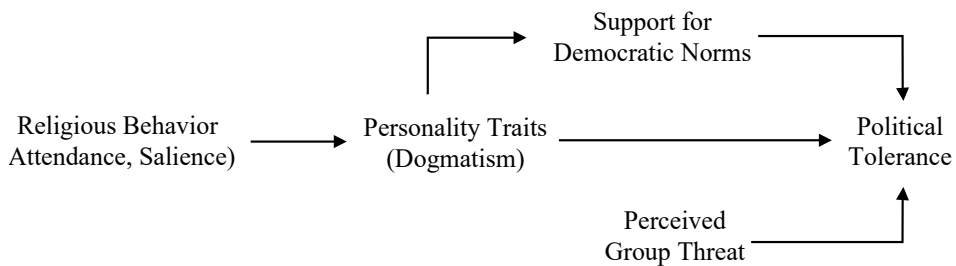 Support for
Democratic Norms
Religious Behavior
Attendance, Salience)
Personality Traits
(Dogmatism)
Political
Tolerance
Perceived
Group Threat